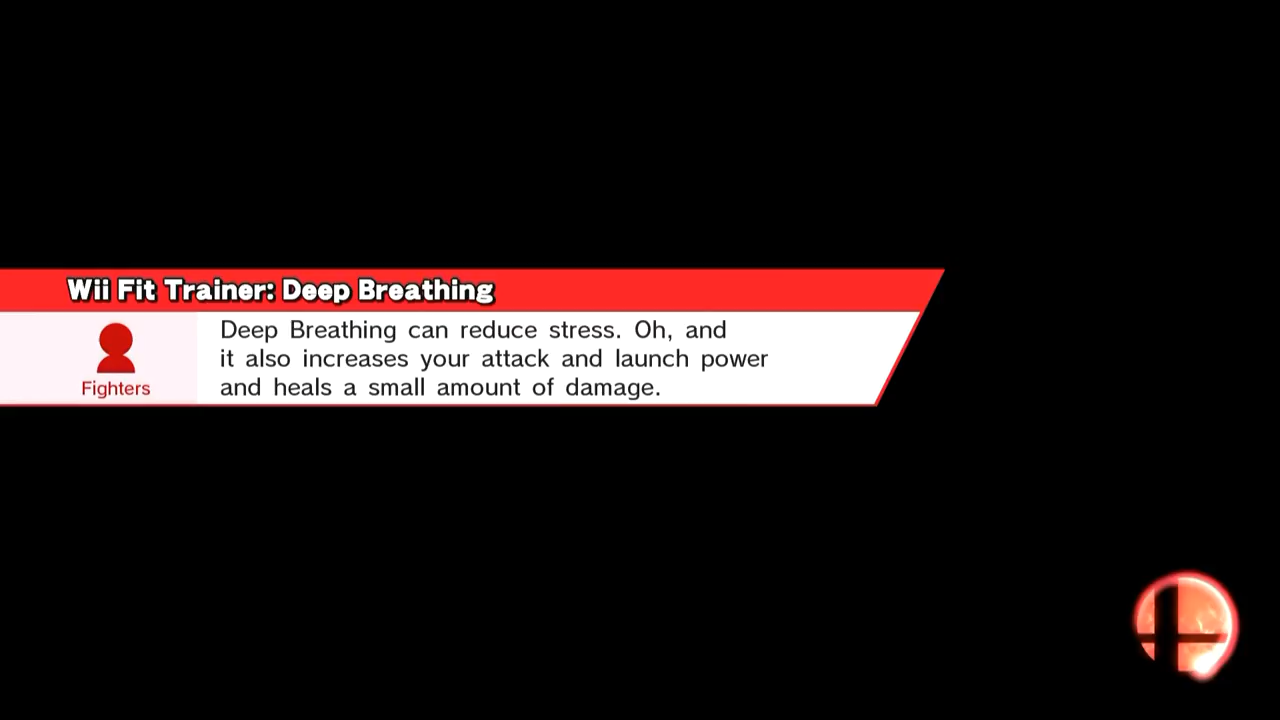 Wii Fit Trainer: Deep Breathing
Deep Breathing can reduce stress. Oh, and
it also increases your attack and launch power
and heals a small amount of damage.
Fighters